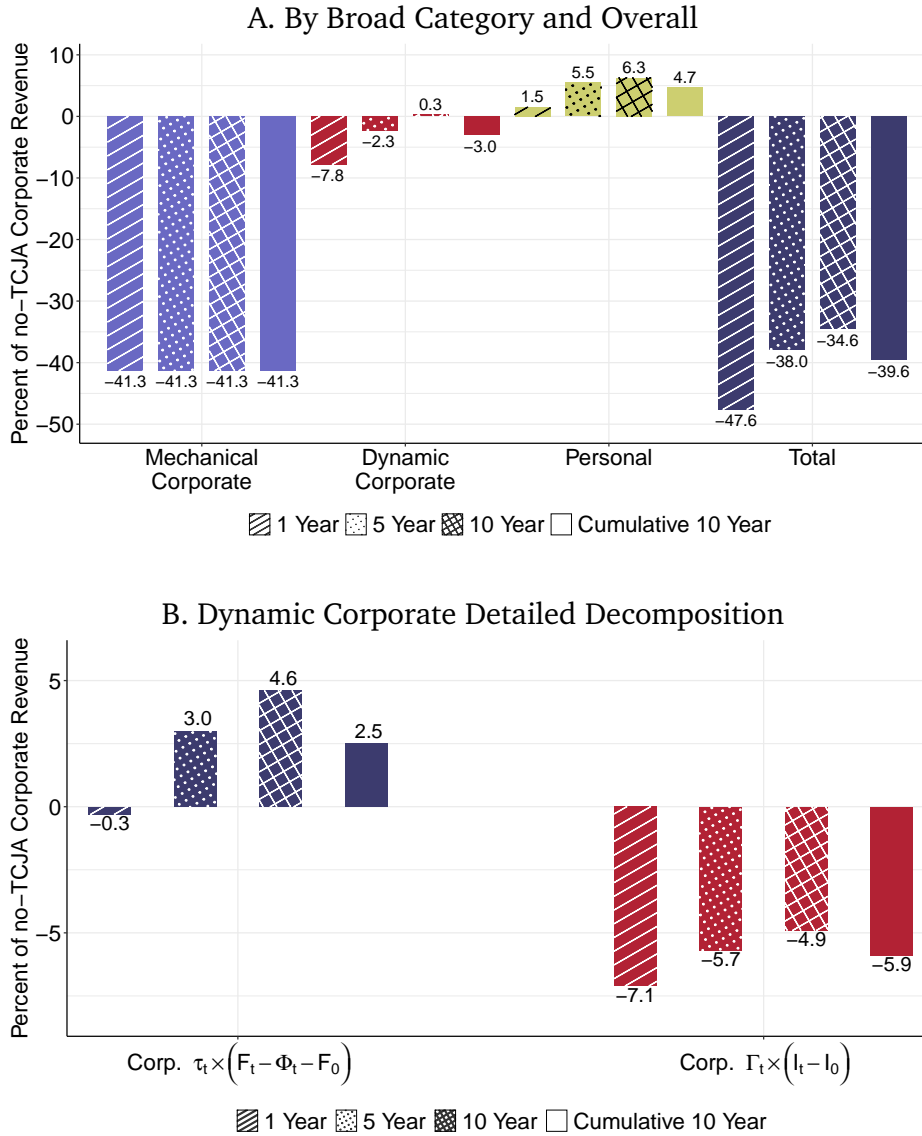 A. By Broad Category and Overall
Percent of no−TCJA Corporate Revenue
10
0
−10
−20
−30
−40
−50
−41.3
−41.3
−41.3
−41.3
−7.8
−2.3
0.3
−3.0
1.5
5.5
6.3
4.7
−47.6
−38.0
−34.6
−39.6
Mechanical
Corporate
Dynamic
Corporate
Personal
Total
1 Year 5 Year 10 Year Cumulative 10 Year
B. Dynamic Corporate Detailed Decomposition
Percent of no−TCJA Corporate Revenue
5
0
−5
−0.3
3.0
4.6
2.5
−7.1
−5.7
−4.9
−5.9
Corp. τt×(Ft−Φt−F0)
Corp. Γt×(It−I0)
1 Year 5 Year 10 Year Cumulative 10 Year